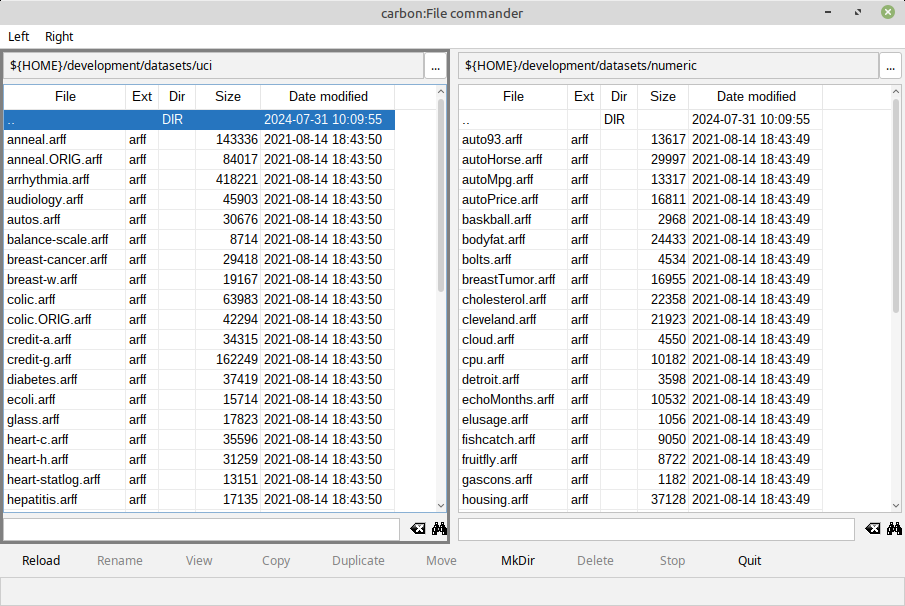 carbon:File commander
Left Right
${HOME}/development/datasets/uci ... ${HOME}/development/datasets/numeric ...
File Ext Dir Size Date modified File Ext Dir Size Date modified
.. DIR 2024-07-31 10:09:55 .. DIR 2024-07-31 10:09:55
anneal.arff arff 143336 2021-08-14 18:43:50 auto93.arff arff 13617 2021-08-14 18:43:49
anneal.ORIG.arff arff 84017 2021-08-14 18:43:50 autoHorse.arff arff 29997 2021-08-14 18:43:49
arrhythmia.arff arff 418221 2021-08-14 18:43:50 autoMpg.arff arff 13317 2021-08-14 18:43:49
audiology.arff arff 45903 2021-08-14 18:43:50 autoPrice.arff arff 16811 2021-08-14 18:43:49
autos.arff arff 30676 2021-08-14 18:43:50 baskball.arff arff 2968 2021-08-14 18:43:49
balance-scale.arff arff 8714 2021-08-14 18:43:50 bodyfat.arff arff 24433 2021-08-14 18:43:49
breast-cancer.arff arff 29418 2021-08-14 18:43:50 bolts.arff arff 4534 2021-08-14 18:43:49
breast-w.arff arff 19167 2021-08-14 18:43:50 breastTumor.arff arff 16955 2021-08-14 18:43:49
colic.arff arff 63983 2021-08-14 18:43:50 cholesterol.arff arff 22358 2021-08-14 18:43:49
colic.ORIG.arff arff 42294 2021-08-14 18:43:50 cleveland.arff arff 21923 2021-08-14 18:43:49
credit-a.arff arff 34315 2021-08-14 18:43:50 cloud.arff arff 4550 2021-08-14 18:43:49
credit-g.arff arff 162249 2021-08-14 18:43:50 cpu.arff arff 10182 2021-08-14 18:43:49
diabetes.arff arff 37419 2021-08-14 18:43:50 detroit.arff arff 3598 2021-08-14 18:43:49
ecoli.arff arff 15714 2021-08-14 18:43:50 echoMonths.arff arff 10532 2021-08-14 18:43:49
glass.arff arff 17823 2021-08-14 18:43:50 elusage.arff arff 1056 2021-08-14 18:43:49
heart-c.arff arff 35596 2021-08-14 18:43:50 fishcatch.arff arff 9050 2021-08-14 18:43:49
heart-h.arff arff 31259 2021-08-14 18:43:50 fruitfly.arff arff 8722 2021-08-14 18:43:49
heart-statlog.arff arff 13151 2021-08-14 18:43:50 gascons.arff arff 1182 2021-08-14 18:43:49
hepatitis.arff arff 17135 2021-08-14 18:43:50 housing.arff arff 37128 2021-08-14 18:43:49
Reload Rename View Copy Duplicate Move MkDir Delete Stop Quit